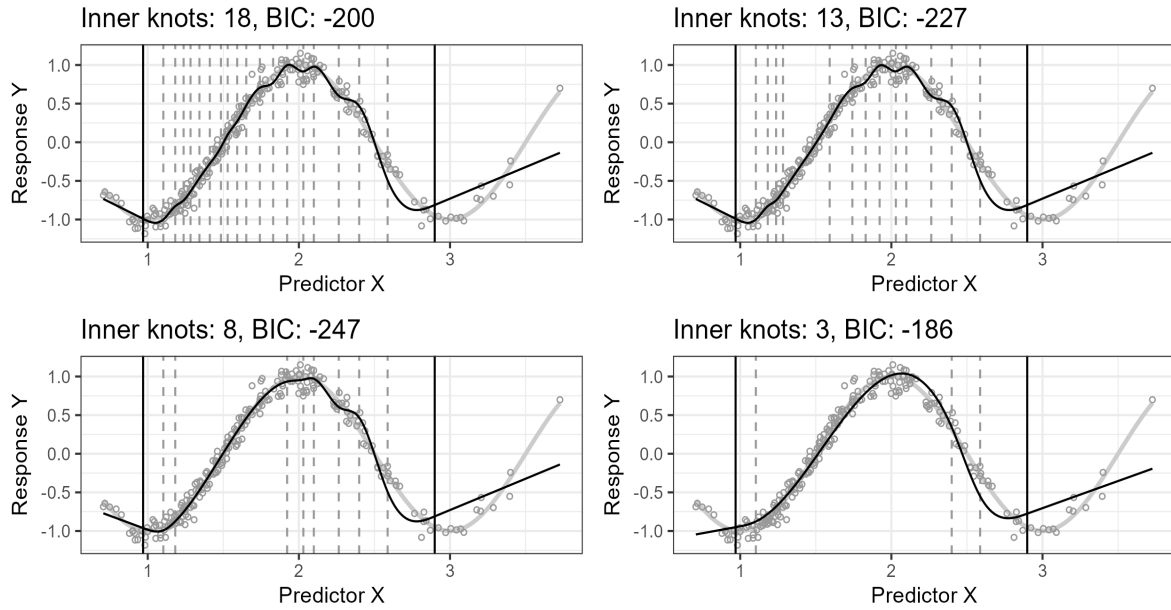 Inner knots: 18, BIC: -200
Inner knots: 13, BIC: -227
Response Y
1.0
0.5
0.0
-0.5
-1.0
1
2
3
Predictor X
Response Y
1.0
0.5
0.0
-0.5
-1.0
1
2
3
Predictor X
Inner knots: 8, BIC: -247
Inner knots: 3, BIC: -186
Response Y
1.0
0.5
0.0
-0.5
-1.0
1
2
3
Predictor X
Response Y
1.0
0.5
0.0
-0.5
-1.0
1
2
3
Predictor X